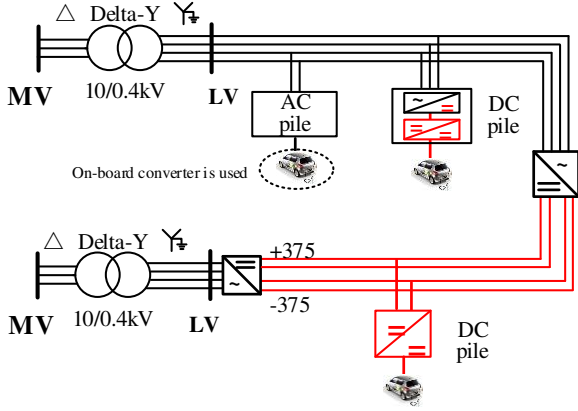 △ Delta-Y
MV
10/0.4kV
LV
AC
pile
DC
pile
~
On-board converter is used
△ Delta-Y
MV
10/0.4kV
LV
~
+375
-375
DC
pile
~